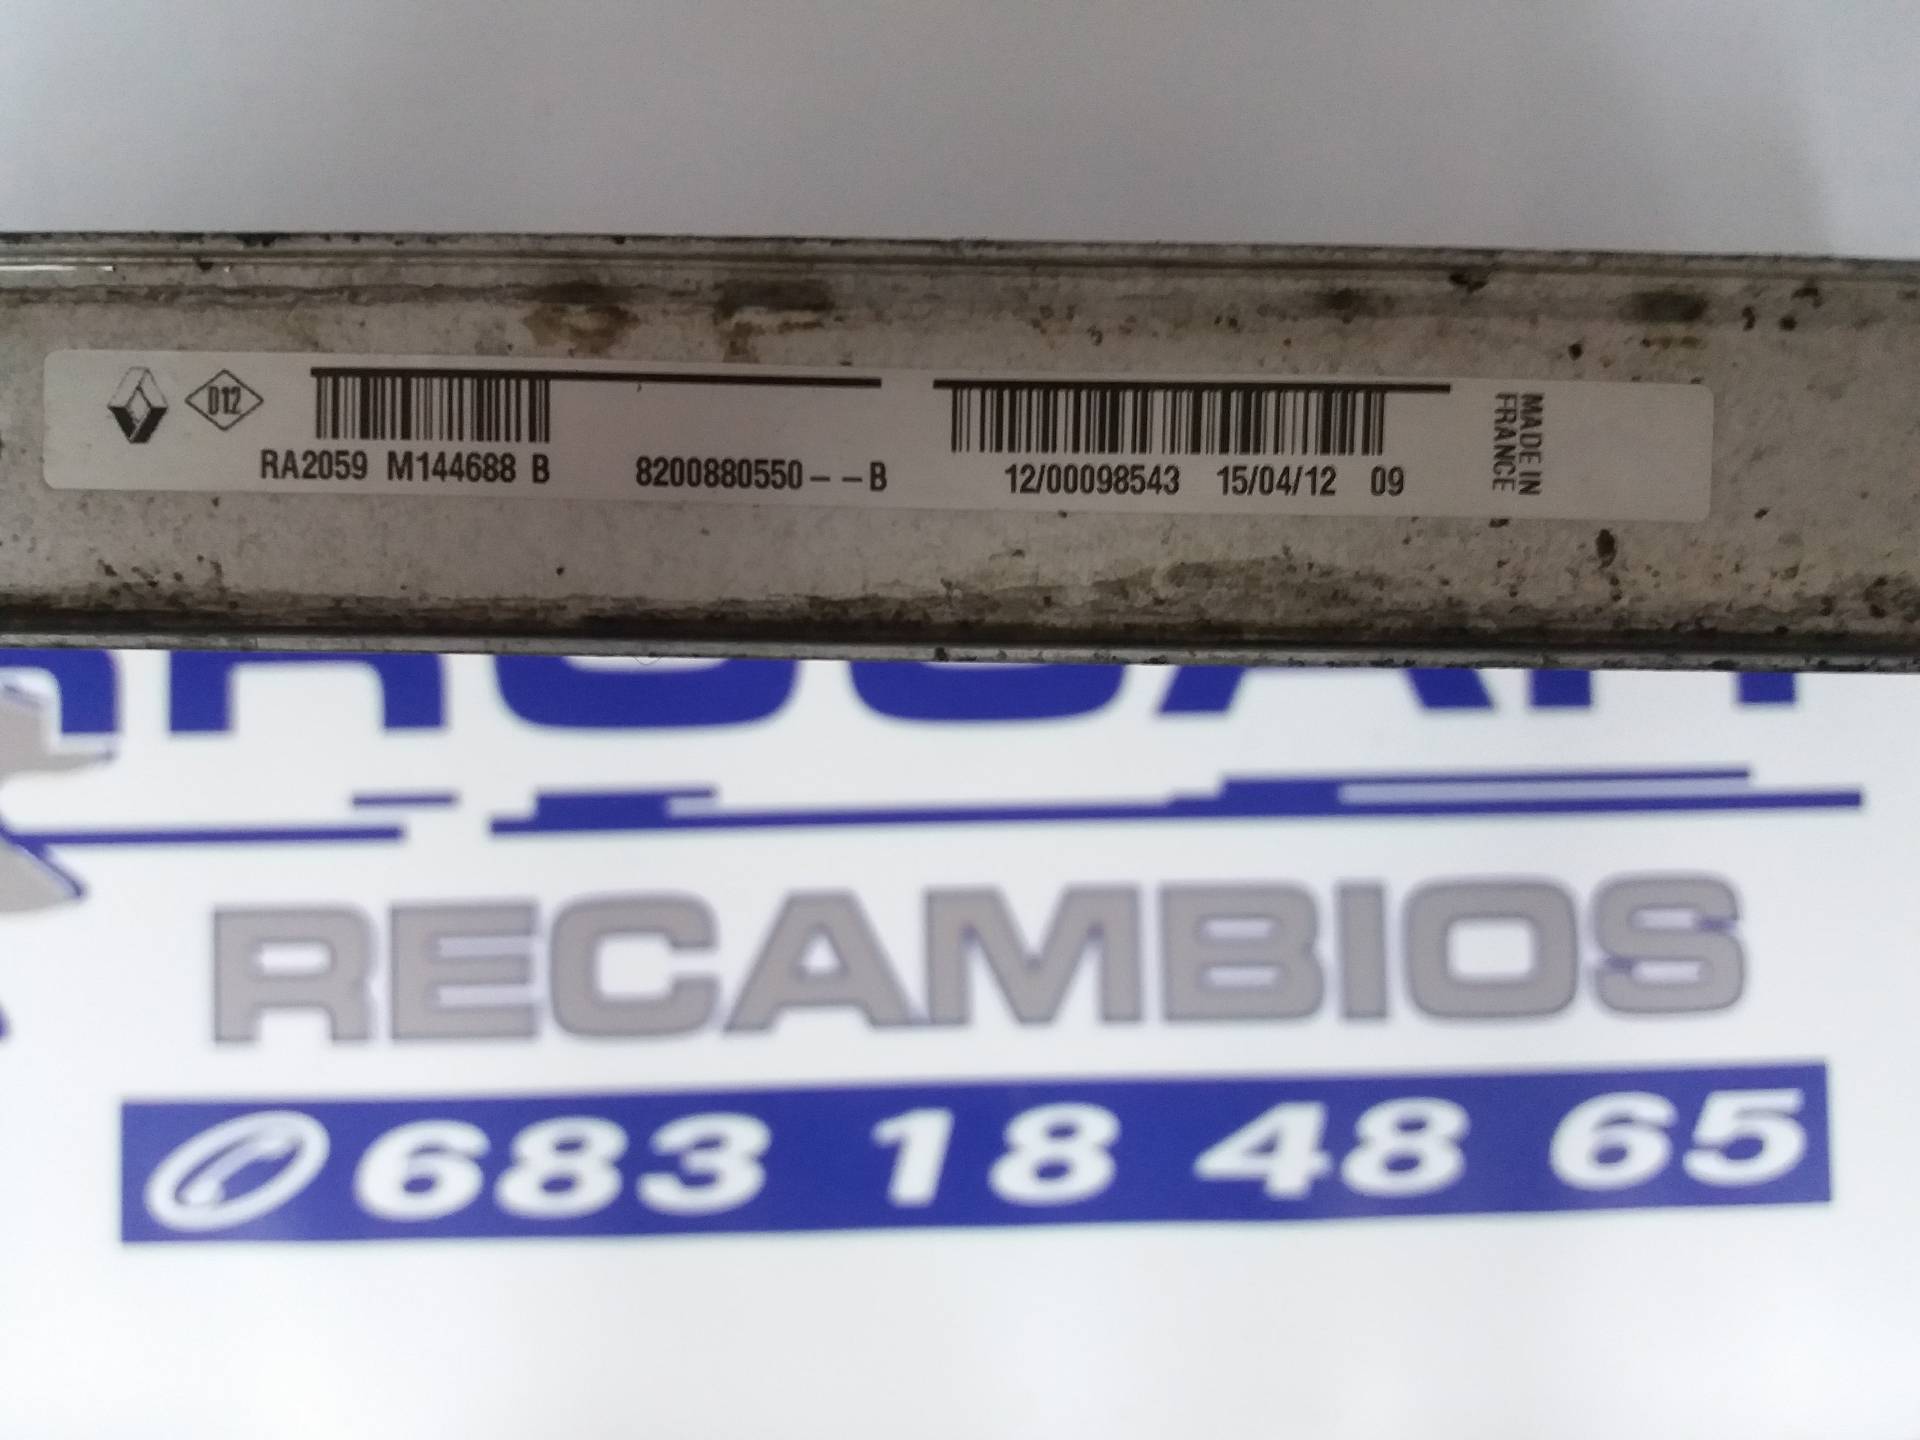 D12
RA2059 M144688 B 8200880550- -B 12/00098543 15/04/12 09
MADE IN
FRANCE
RECAMBIOS
683 18 48 65